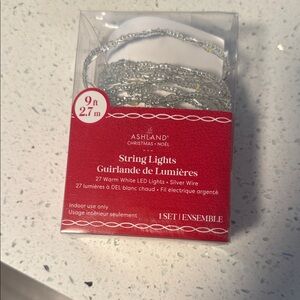 9 ft
2.7 m
ASHLAND®
CHRISTMAS • NOËL
String Lights
Guirlande de Lumières
27 Warm White LED Lights • Silver Wire
27 lumières à DEL blanc chaud • Fil électrique argenté
Indoor use only
Usage intérieur seulement
1 SET | ENSEMBLE